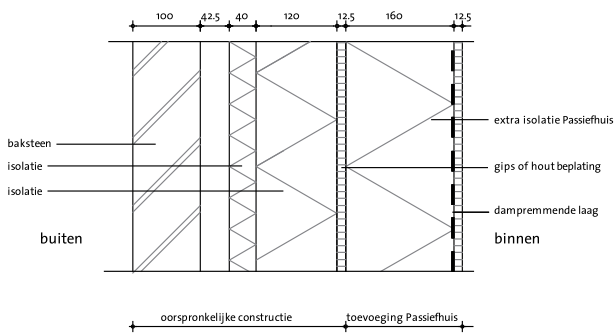 100 42.5 40 120 12.5 160 12.5
extra isolatie Passiefhuis
baksteen
isolatie
gips of hout beplating
isolatie
dampremmende laag
buiten
binnen
oorspronkelijke constructie
toevoeging Passiefhuis